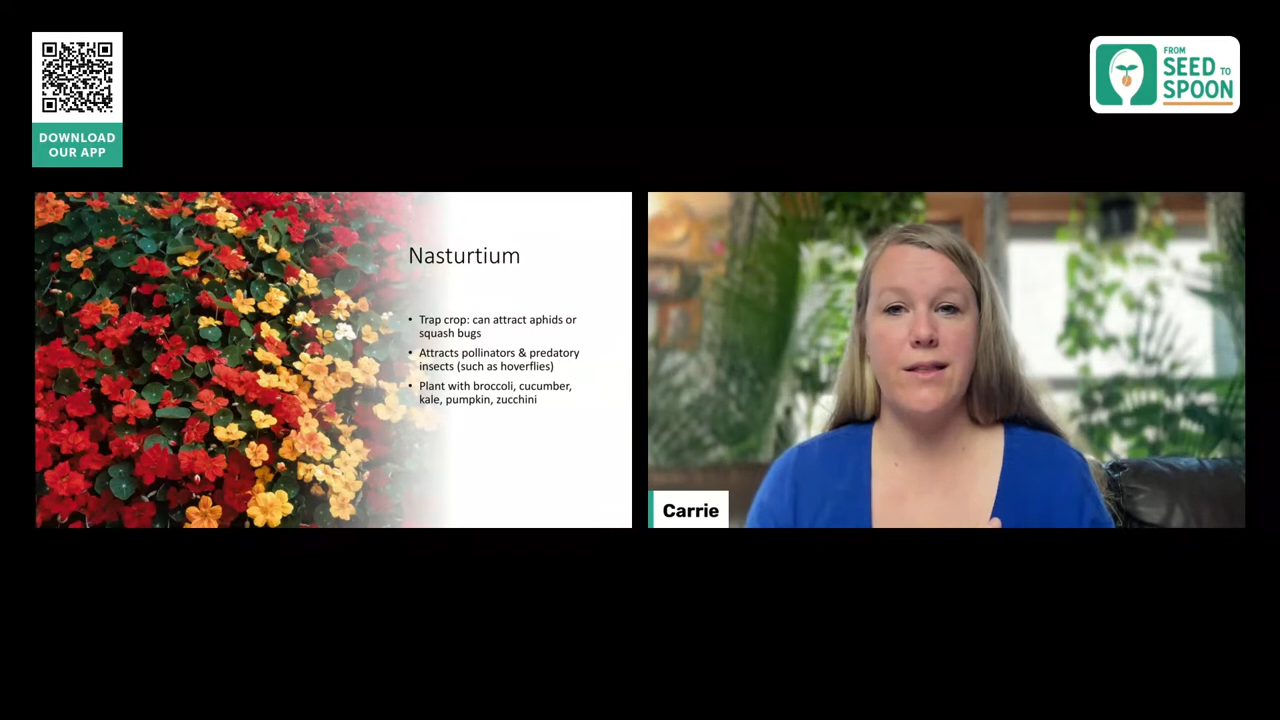 DOWNLOAD
OUR APP
FROM
SEED TO
SPOON
Nasturtium
• Trap crop: can attract aphids or
squash bugs
• Attracts pollinators & predatory
insects (such as hoverflies)
• Plant with broccoli, cucumber,
kale, pumpkin, zucchini
Carrie